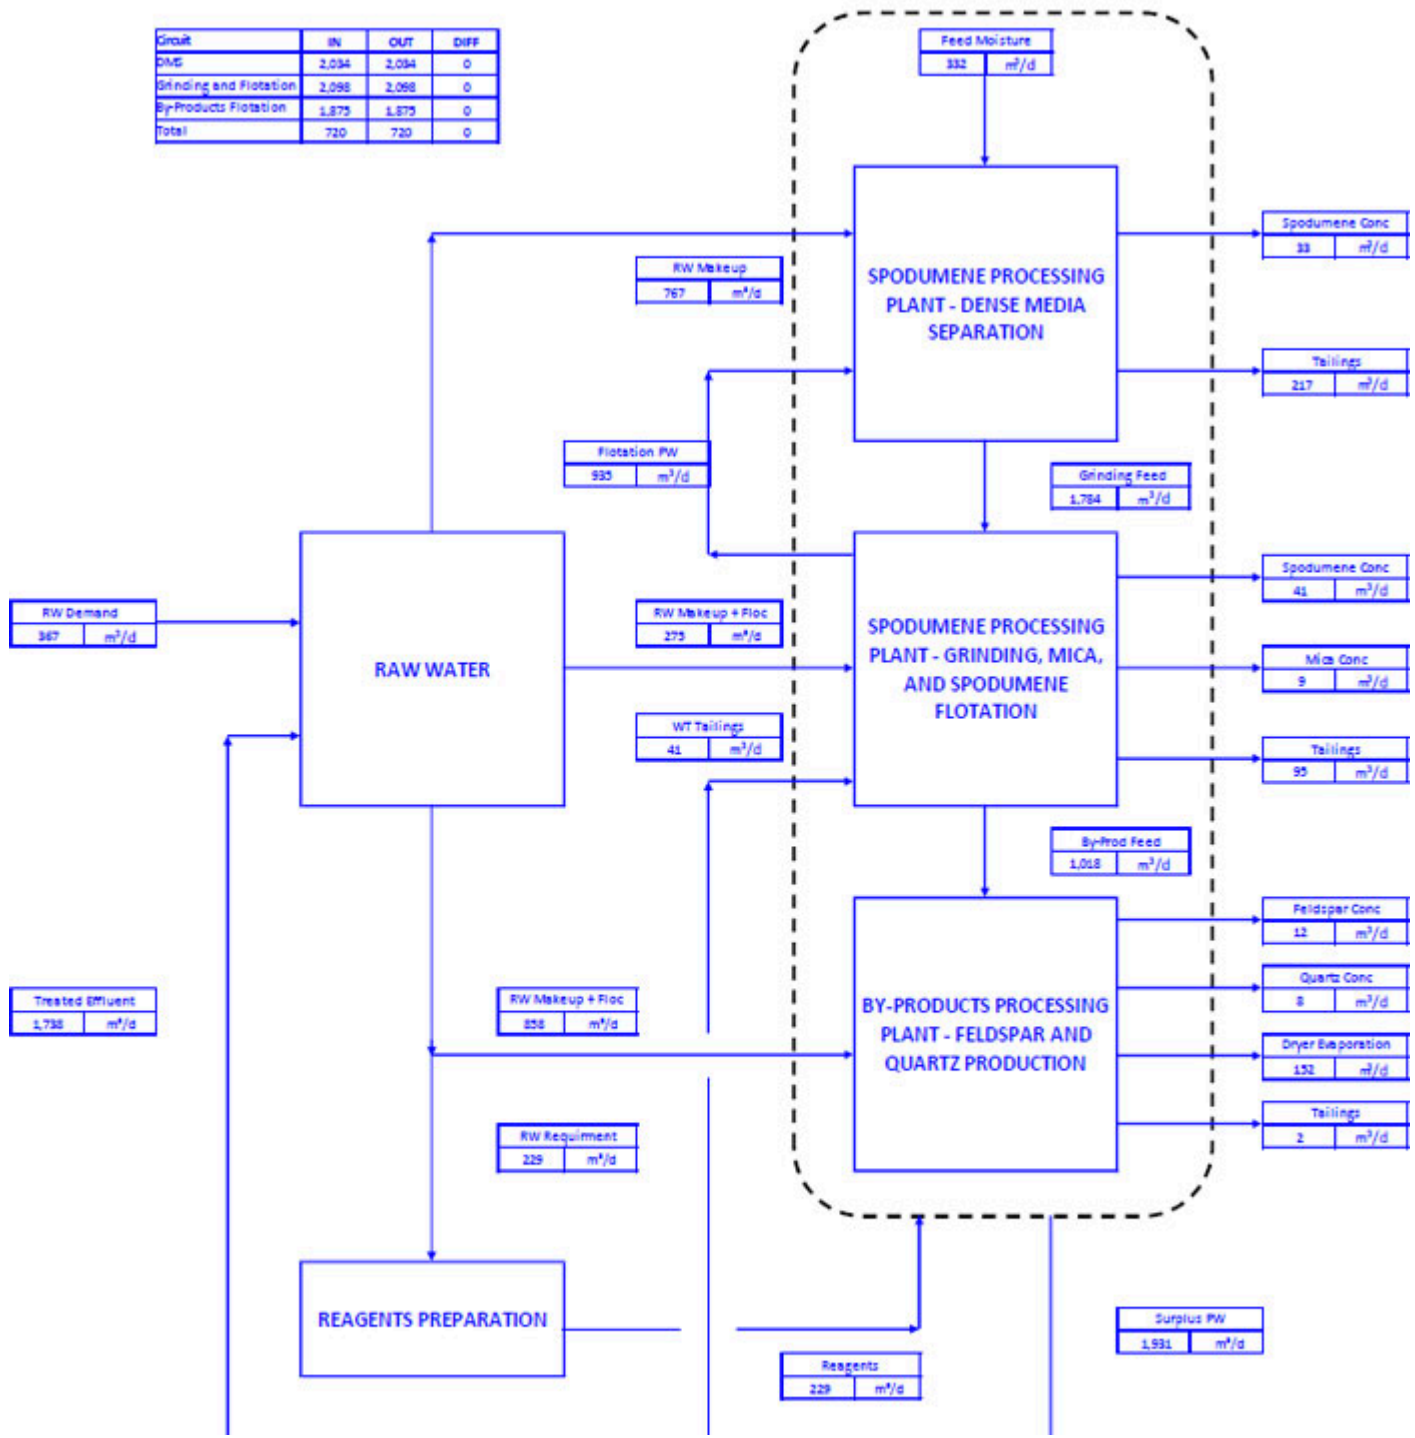 Circuit IN OUT DIFF
DMS 2,034 2,034 0
Grinding and Flotation 2,098 2,098 0
By-Products Flotation 1,875 1,875 0
Total 720 720 0
Feed Moisture
332 m³/d
SPODUMENE PROCESSING
PLANT - DENSE MEDIA
SEPARATION
Spodumene Conc
33 m³/d
RW Makeup
767 m³/d
Tailings
217 m³/d
Flotation PW
935 m³/d
Grinding Feed
1,784 m³/d
RAW WATER
RW Demand
367 m³/d
RW Makeup + Floc
275 m³/d
WT Tailings
41 m³/d
SPODUMENE PROCESSING
PLANT - GRINDING, MICA,
AND SPODUMENE
FLOTATION
Spodumene Conc
41 m³/d
Mica Conc
9 m³/d
Tailings
95 m³/d
By-Prod Feed
1,018 m³/d
Treated Effluent
1,738 m³/d
RW Makeup + Floc
858 m³/d
BY-PRODUCTS PROCESSING
PLANT - FELDSPAR AND
QUARTZ PRODUCTION
Feldspar Conc
12 m³/d
Quartz Conc
8 m³/d
Dryer Evaporation
152 m³/d
Tailings
2 m³/d
RW Requirment
229 m³/d
REAGENTS PREPARATION
Reagents
229 m³/d
Surplus PW
1,931 m³/d